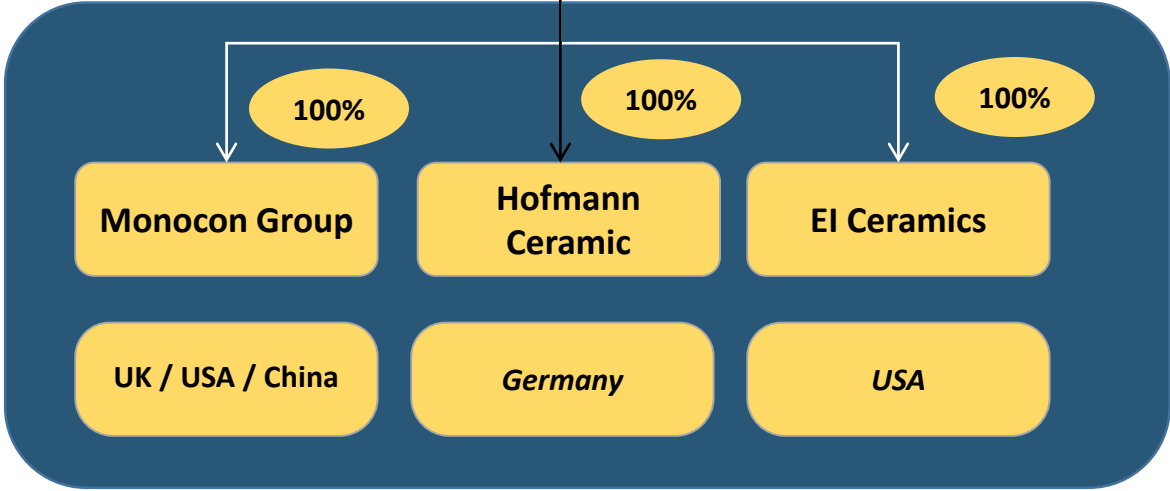 100%
100%
100%
Monocon Group
Hofmann
Ceramic
EI Ceramics
UK / USA / China
Germany
USA